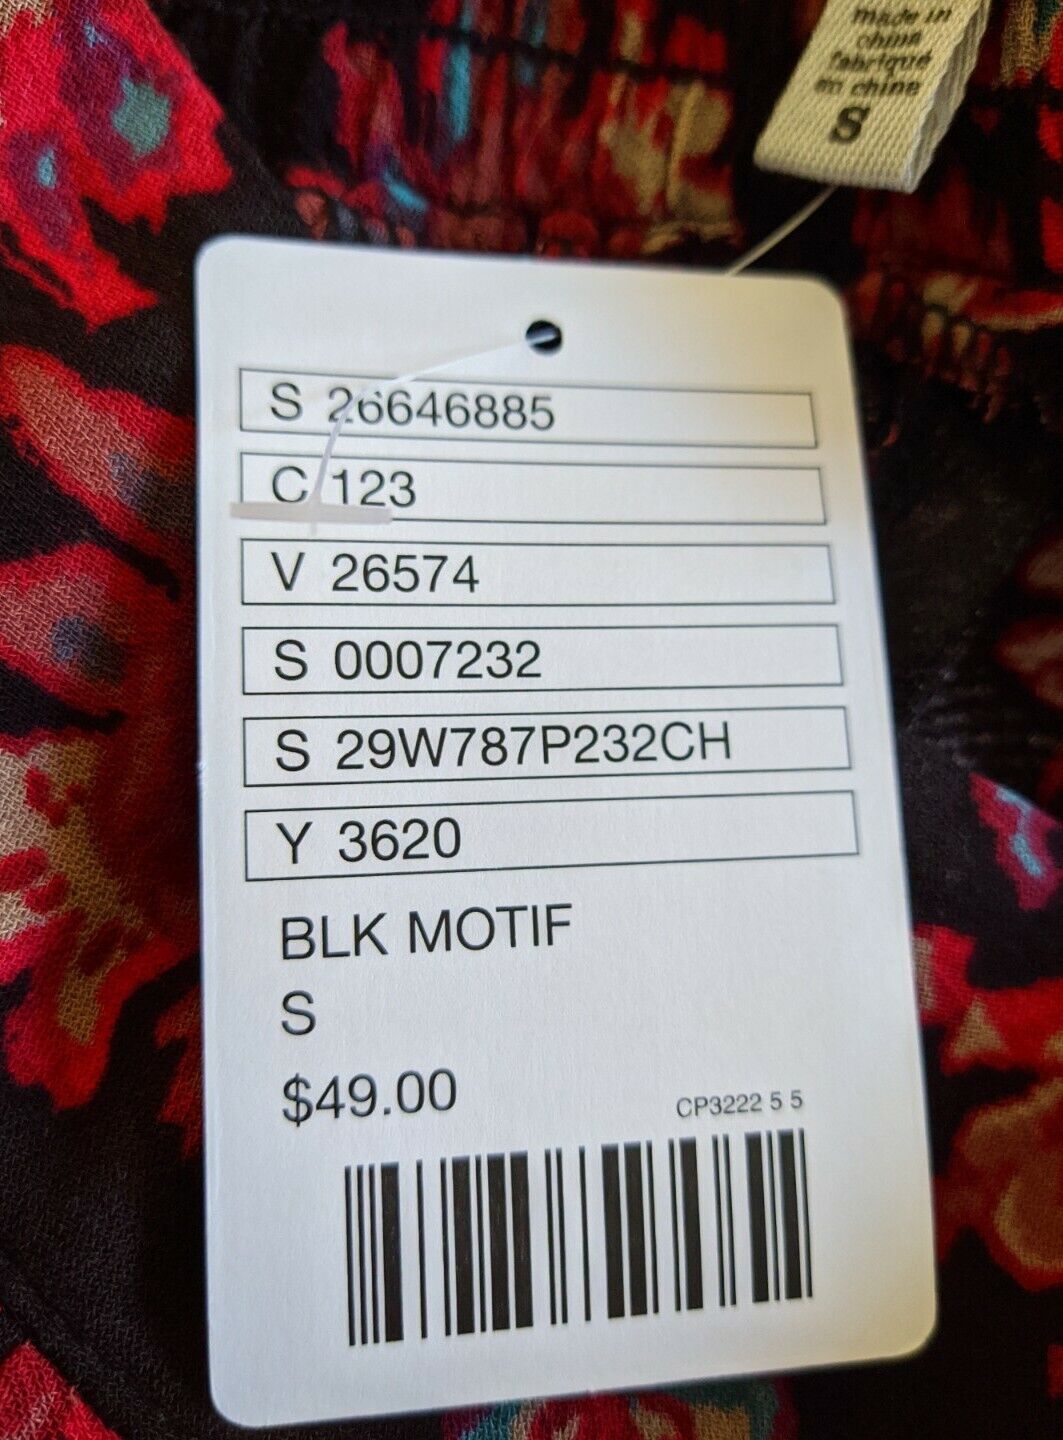 made in
china
fabriqué
en chine
S
S 26646885
C 123
V 26574
S 0007232
S 29W787P232CH
Y 3620
BLK MOTIF
S
$49.00
CP3222 5 5